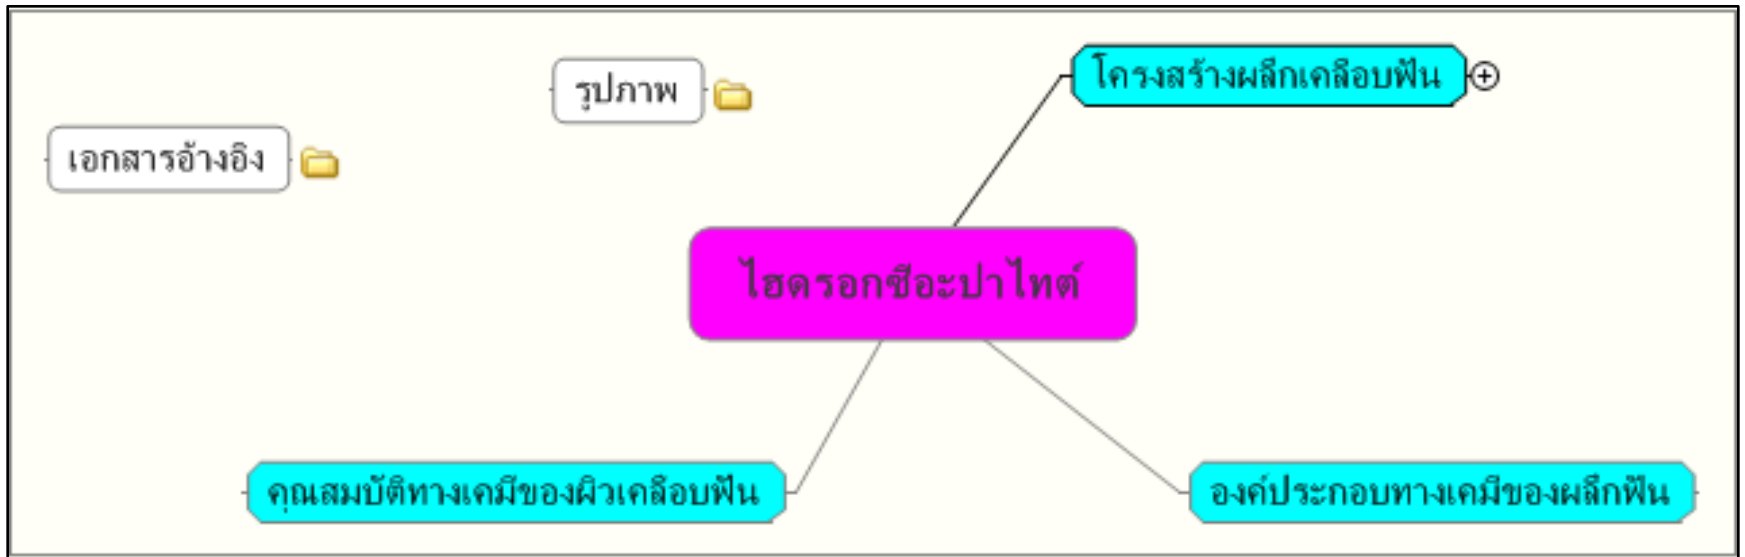 โครงสร้างผลึกเคลือบฟัน
รูปภาพ
เอกสารอ้างอิง
ไฮดรอกซีอะปาไทต์
คุณสมบัติทางเคมีของผิวเคลือบฟัน
องค์ประกอบทางเคมีของผลึกฟัน